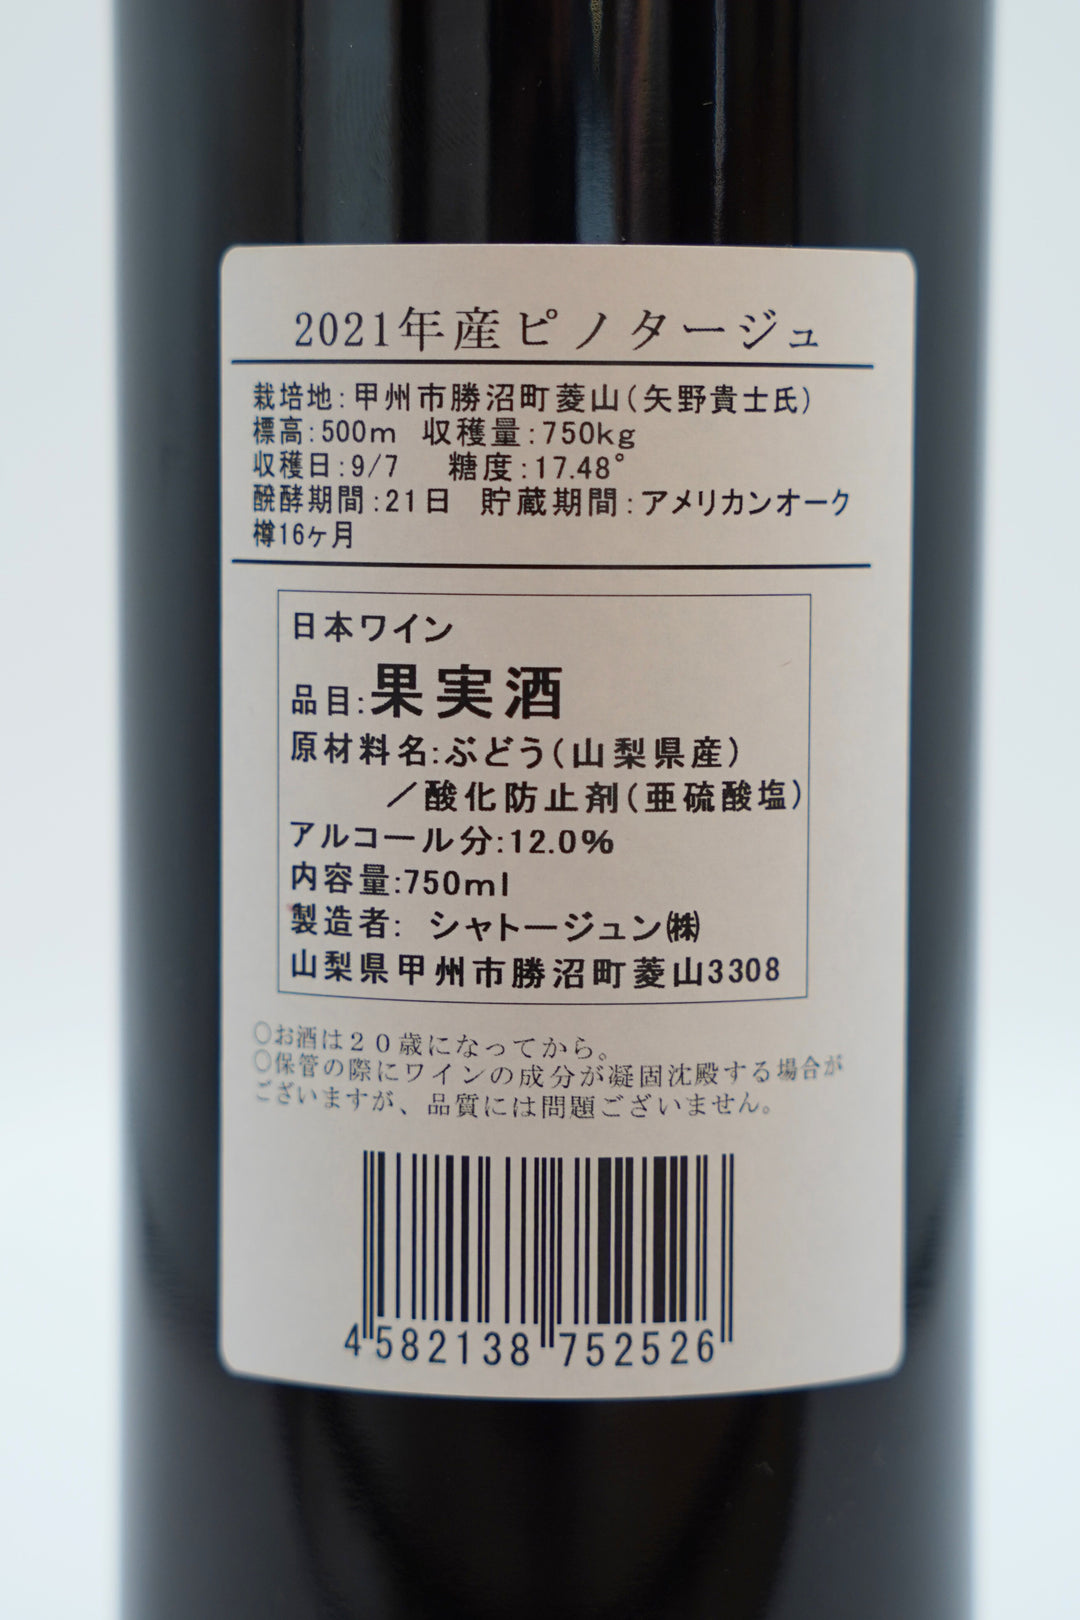 2021年産ピノタージュ
栽培地:甲州市勝沼町菱山(矢野貴士氏)
標高:500m 収穫量:750kg
収穫日:9/7 糖度:17.48°
醗酵期間:21日 貯蔵期間:アメリカンオーク
樽16ヶ月
日本ワイン
品目:果実酒
原材料名:ぶどう(山梨県産)
/酸化防止剤(亜硫酸塩)
アルコール分:12.0%
内容量:750ml
製造者: シャトージュン㈱
山梨県甲州市勝沼町菱山3308
○お酒は20歳になってから。
○保管の際にワインの成分が凝固沈殿する場合が
ございますが、品質には問題ございません。
4582138752526